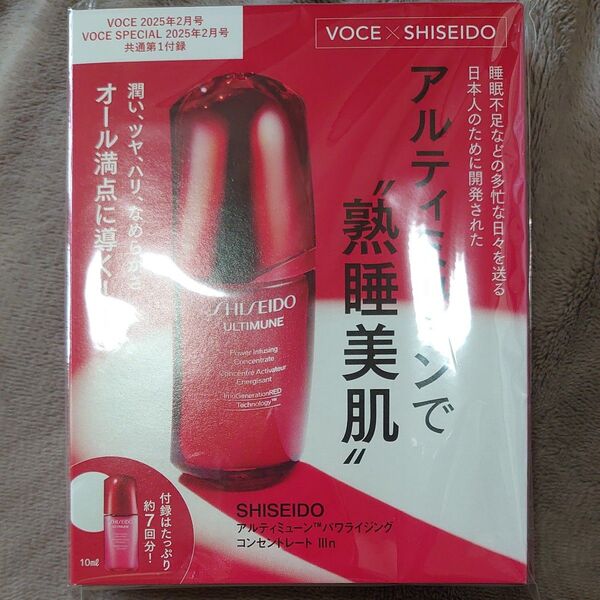 VOCE 2025年2月号
VOCE SPECIAL 2025年2月号
共通第1付録
VOCE×SHISEIDO
睡眠不足などの多忙な日々を送る
日本人のために開発された
アルティミューンで
“熟睡美肌”
潤い、ツヤ、ハリ、なめらかさ
オール満点に導く!
SHISEIDO
ULTIMUNE
Power Infusing
Concentrate
Concentré Activateur
Energisant
ImuGenerationRED
Technology™
付録はたっぷり
約7回分!
10mℓ
SHISEIDO
ULTIMUNE
SHISEIDO
アルティミューン™パワライジング
コンセントレート IIIn